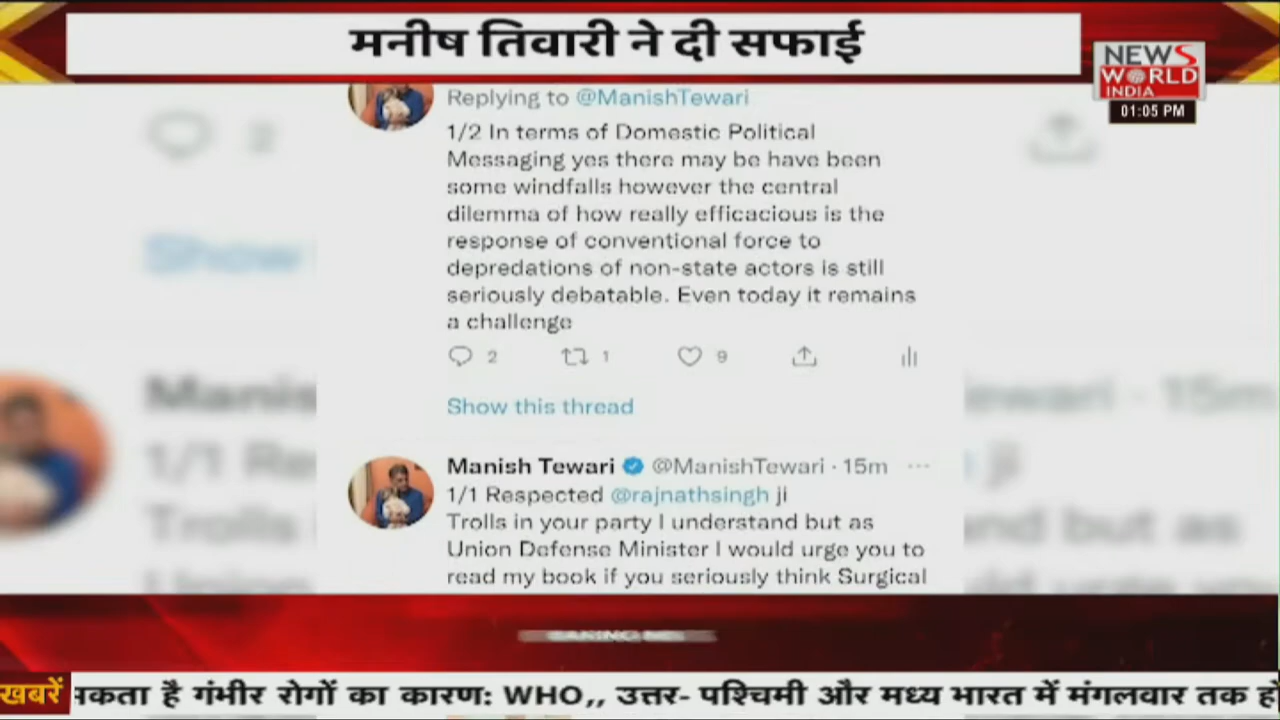 मनीष तिवारी ने दी सफाई
NEWS
WORLD
INDIA
01:05 PM
Replying to @ManishTewari
1/2 In terms of Domestic Political
Messaging yes there may be have been
some windfalls however the central
dilemma of how really efficacious is the
response of conventional force to
depredations of non-state actors is still
seriously debatable. Even today it remains
a challenge
2 1 9
Show this thread
Manish Tewari @ManishTewari · 15m
1/1 Respected @rajnathsingh ji
Trolls in your party I understand but as
Union Defense Minister I would urge you to
read my book if you seriously think Surgical
खबरें
है गंभीर रोगों का कारण: WHO,, उत्तर- पश्चिमी और मध्य भारत में मंगलवार तक